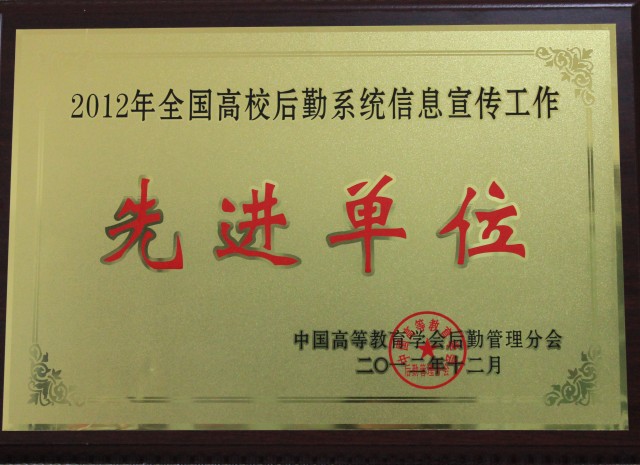 2012年全国高校后勤系统信息宣传工作
先进单位
中国高等教育学会后勤管理分会
二〇一二年十二月